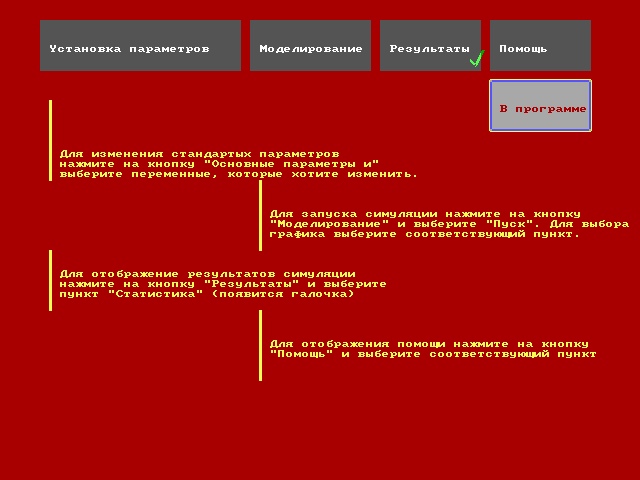 Установка параметров
Моделирование
Результаты
Помощь
В программе
Для изменения стандартых параметров
нажмите на кнопку "Основные параметры и"
выберите переменные, которые хотите изменить.
Для запуска симуляции нажмите на кнопку
"Моделирование" и выберите "Пуск". Для выбора
графика выберите соответствующий пункт.
Для отображение результатов симуляции
нажмите на кнопку "Результаты" и выберите
пункт "Статистика" (появится галочка)
Для отображения помощи нажмите на кнопку
"Помощь" и выберите соответствующий пункт